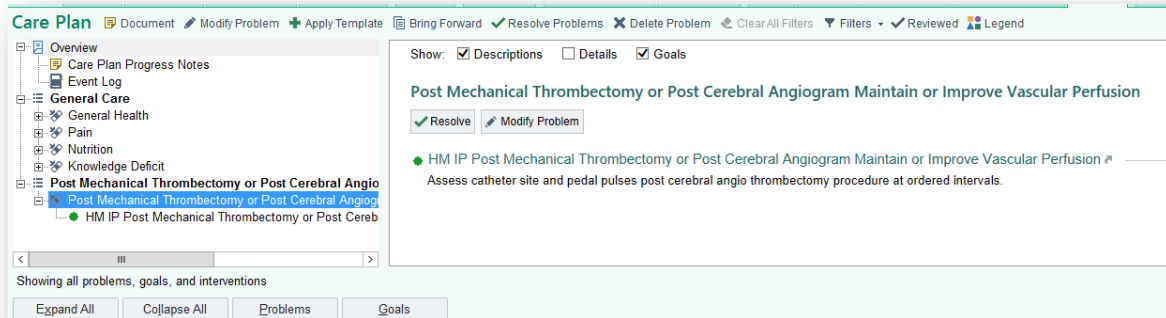 Care Plan Document Modify Problem Apply Template Bring Forward Resolve Problems Delete Problem Clear All Filters Filters Reviewed Legend
Overview
Care Plan Progress Notes
Event Log
General Care
General Health
Pain
Nutrition
Knowledge Deficit
Post Mechanical Thrombectomy or Post Cerebral Angio
Post Mechanical Thrombectomy or Post Cerebral Angiog
HM IP Post Mechanical Thrombectomy or Post Cereb
Show: Descriptions Details Goals
Post Mechanical Thrombectomy or Post Cerebral Angiogram Maintain or Improve Vascular Perfusion
Resolve Modify Problem
HM IP Post Mechanical Thrombectomy or Post Cerebral Angiogram Maintain or Improve Vascular Perfusion
Assess catheter site and pedal pulses post cerebral angio thrombectomy procedure at ordered intervals.
Showing all problems, goals, and interventions
Expand All Collapse All Problems Goals